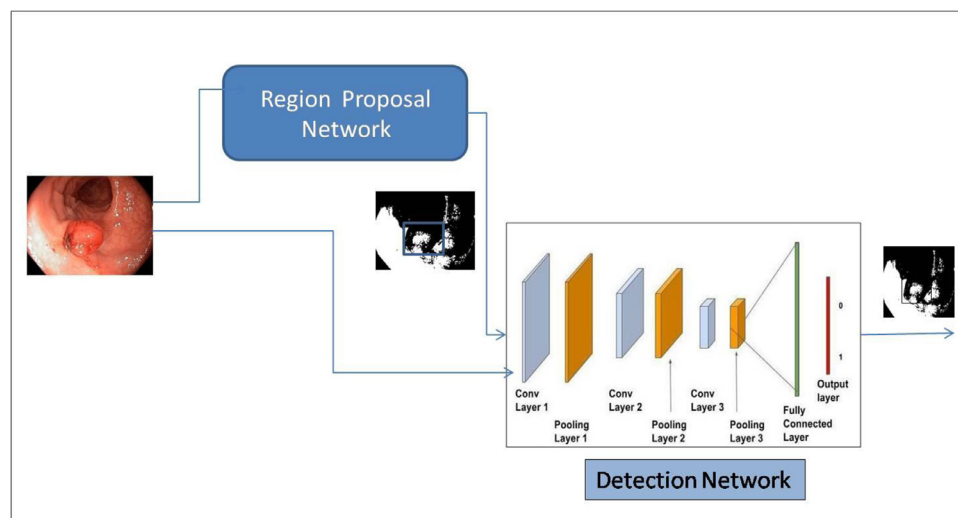 Region Proposal
Network
0
1
Conv
Layer 1
Pooling
Layer 1
Conv
Layer 2
Pooling
Layer 2
Conv
Layer 3
Pooling
Layer 3
Fully
Connected
Layer
Output
layer
Detection Network